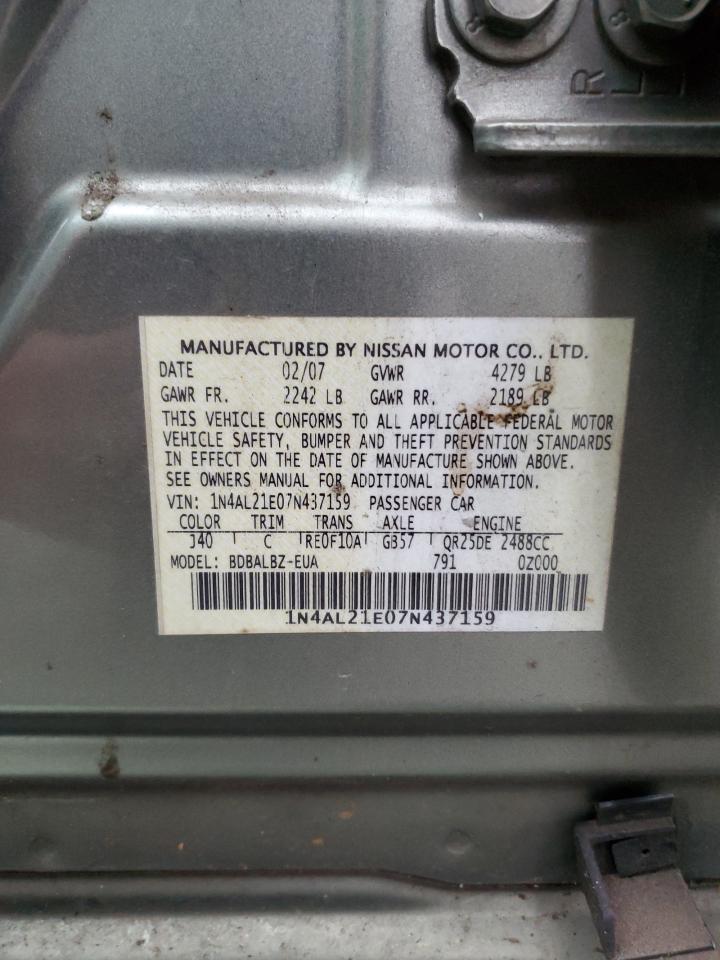 8
8
R
L
MANUFACTURED BY NISSAN MOTOR CO., LTD.
DATE 02/07 GVWR 4279 LB
GAWR FR. 2242 LB GAWR RR. 2189 LB
THIS VEHICLE CONFORMS TO ALL APPLICABLE FEDERAL MOTOR
VEHICLE SAFETY, BUMPER AND THEFT PREVENTION STANDARDS
IN EFFECT ON THE DATE OF MANUFACTURE SHOWN ABOVE.
SEE OWNERS MANUAL FOR ADDITIONAL INFORMATION.
VIN: 1N4AL21E07N437159 PASSENGER CAR
COLOR TRIM TRANS AXLE ENGINE
J40 C RE0F10A GB57 QR25DE 2488CC
MODEL: BDBALBZ-EUA 791 0Z000
1N4AL21E07N437159